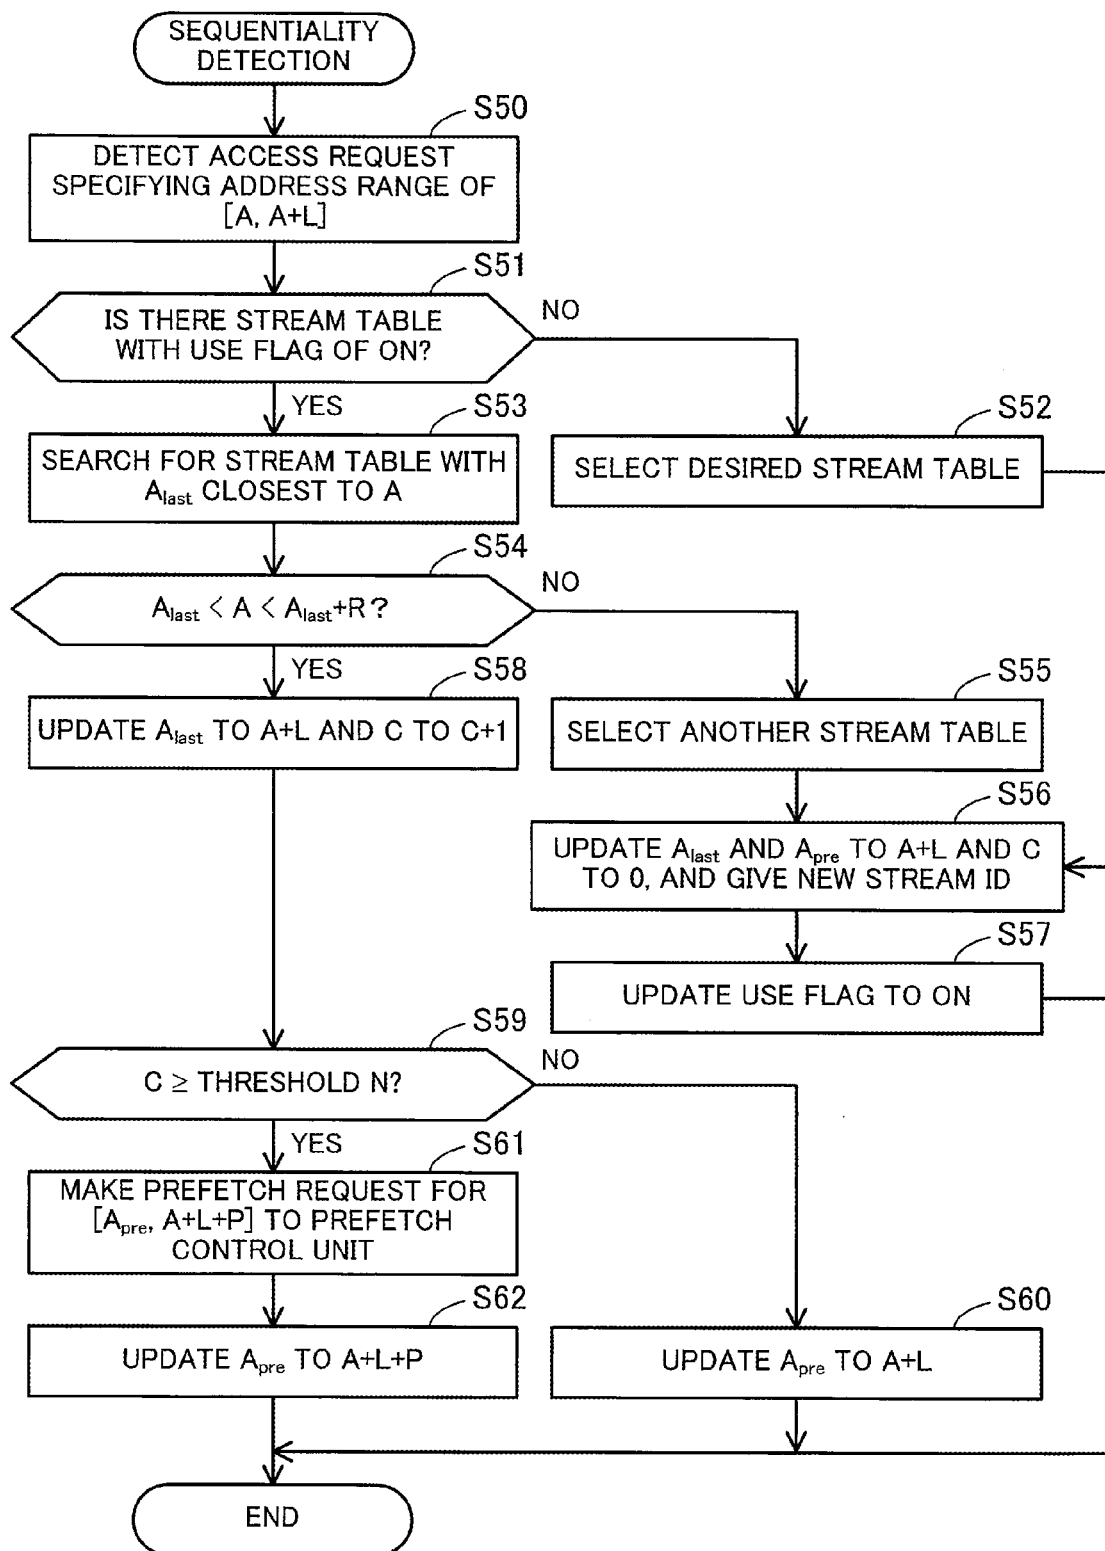 SEQUENTIALITY
DETECTION
S50
DETECT ACCESS REQUEST
SPECIFYING ADDRESS RANGE OF
[A, A+L]
S51
IS THERE STREAM TABLE
WITH USE FLAG OF ON?
NO
YES
S53
SEARCH FOR STREAM TABLE WITH
Alast CLOSEST TO A
S52
SELECT DESIRED STREAM TABLE
S54
Alast < A < Alast+R ?
NO
YES
S58
UPDATE Alast TO A+L AND C TO C+1
S55
SELECT ANOTHER STREAM TABLE
S56
UPDATE Alast AND Apre TO A+L AND C
TO 0, AND GIVE NEW STREAM ID
S57
UPDATE USE FLAG TO ON
S59
C ≥ THRESHOLD N?
NO
YES
S61
MAKE PREFETCH REQUEST FOR
[Apre, A+L+P] TO PREFETCH
CONTROL UNIT
S62
UPDATE Apre TO A+L+P
S60
UPDATE Apre TO A+L
END